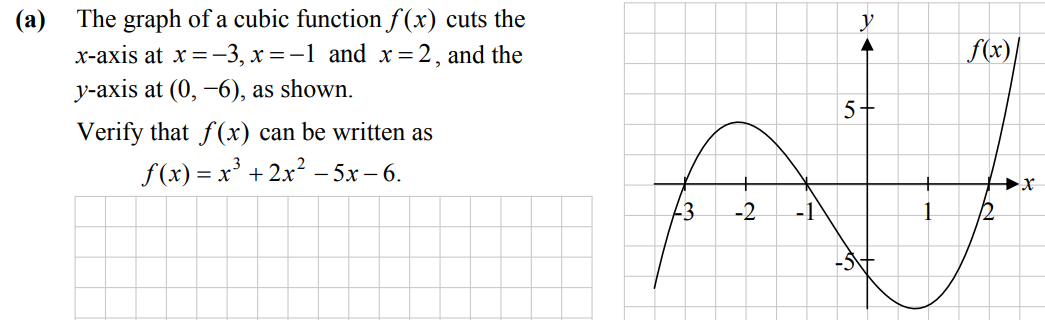 (a) The graph of a cubic function f(x) cuts the
x-axis at x = −3, x = −1 and x = 2, and the
y-axis at (0, −6), as shown.
Verify that f(x) can be written as
f(x) = x³ + 2x² − 5x − 6.
y
f(x)
5
x
-3 -2 -1 1 2
-5